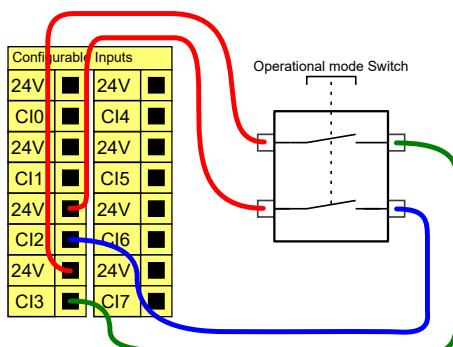 Configurable Inputs
24V 24V
CI0 CI4
24V 24V
CI1 CI5
24V 24V
CI2 CI6
24V 24V
CI3 CI7
Operational mode Switch